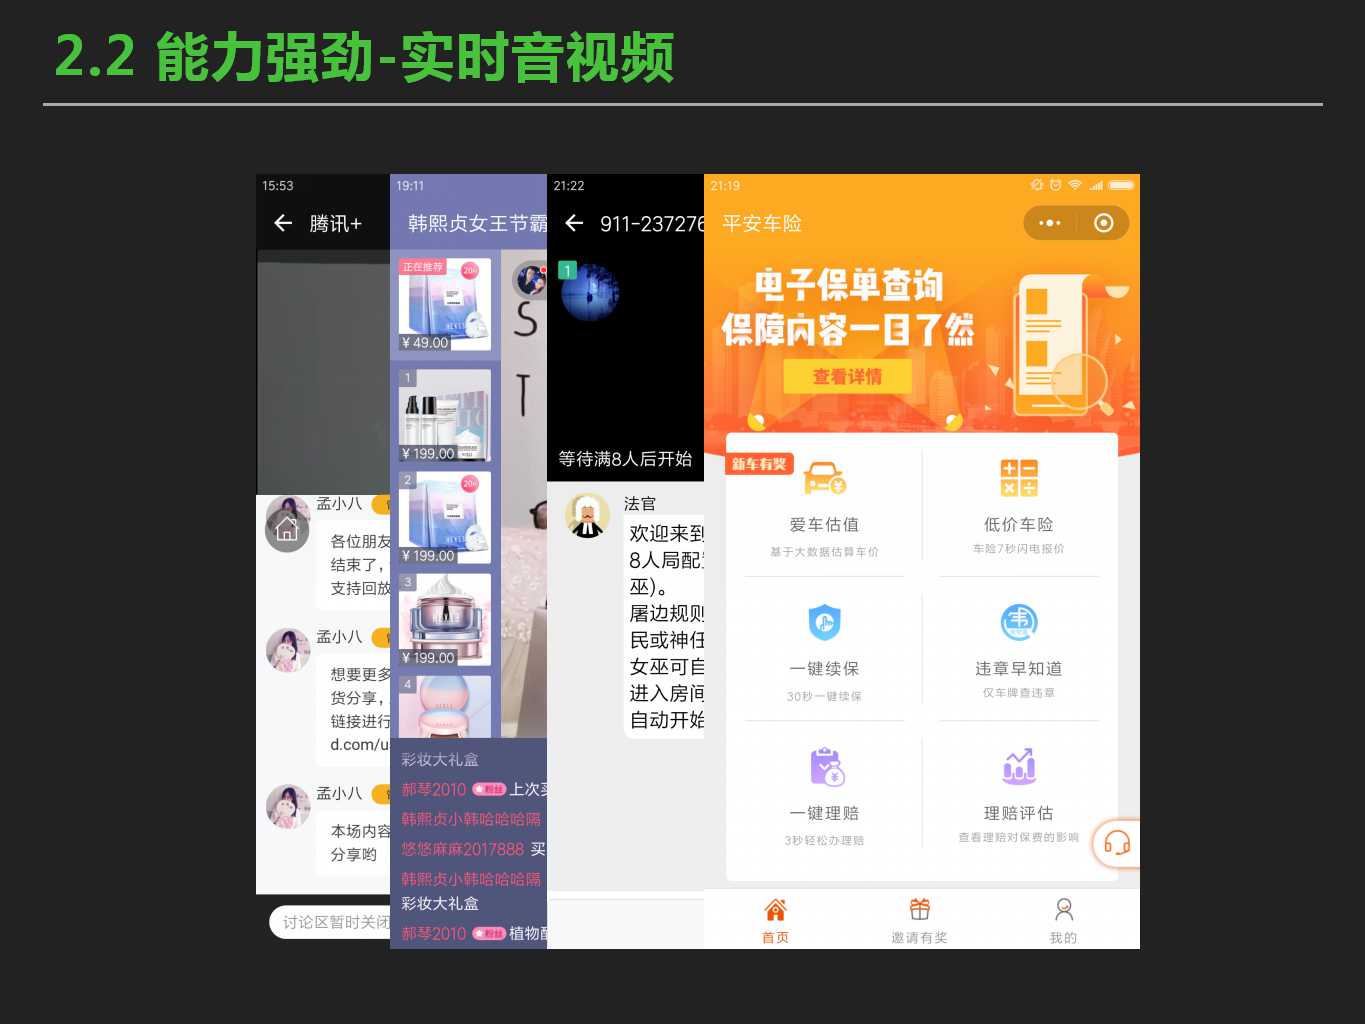 2.2 能力强劲-实时音视频
15:53
腾讯+
孟小八
各位朋友
结束了，
支持回放
孟小八
想要更多
货分享，
链接进行
d.com/u
孟小八
本场内容
分享哟
讨论区暂时关闭
19:11
韩熙贞女王节霸
正在推荐
¥ 49.00
1
¥ 199.00
2
¥ 199.00
3
¥ 199.00
4
S
T
彩妆大礼盒
郝琴2010 粉丝 上次买
韩熙贞小韩哈哈哈隔
悠悠麻麻2017888 买
韩熙贞小韩哈哈哈隔
彩妆大礼盒
郝琴2010 粉丝 植物酷
21:22
911-237276
1
等待满8人后开始
法官
欢迎来到
8人局配
巫)。
屠边规则
民或神任
女巫可自
进入房间
自动开始
21:19
平安车险
电子保单查询
保障内容一目了然
查看详情
新车有奖
爱车估值
基于大数据估算车价
低价车险
车险7秒闪电报价
一键续保
30秒一键续保
违章早知道
仅车牌查违章
一键理赔
3秒轻松办理赔
理赔评估
查看理赔对保费的影响
首页
邀请有奖
我的